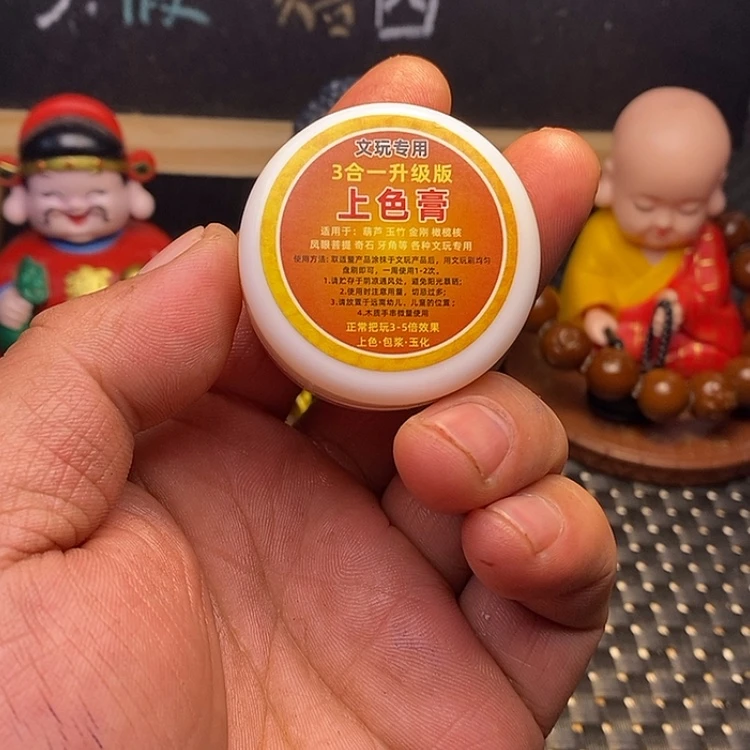 文玩专用
3合一升级版
上色膏
适用于：葫芦 玉竹 金刚 橄榄核
凤眼菩提 奇石 牙角等 各种文玩专用
使用方法：取适量产品涂抹于文玩产品后，用文玩刷均匀
盘刷即可，一周使用1-2次。
1.请贮存于阴凉通风处，避免阳光暴晒；
2.使用时注意用量，切忌过多；
3.请放置于远离幼儿、儿童的位置；
4.木质手串微量使用
正常把玩3-5倍效果
上色·包浆·玉化